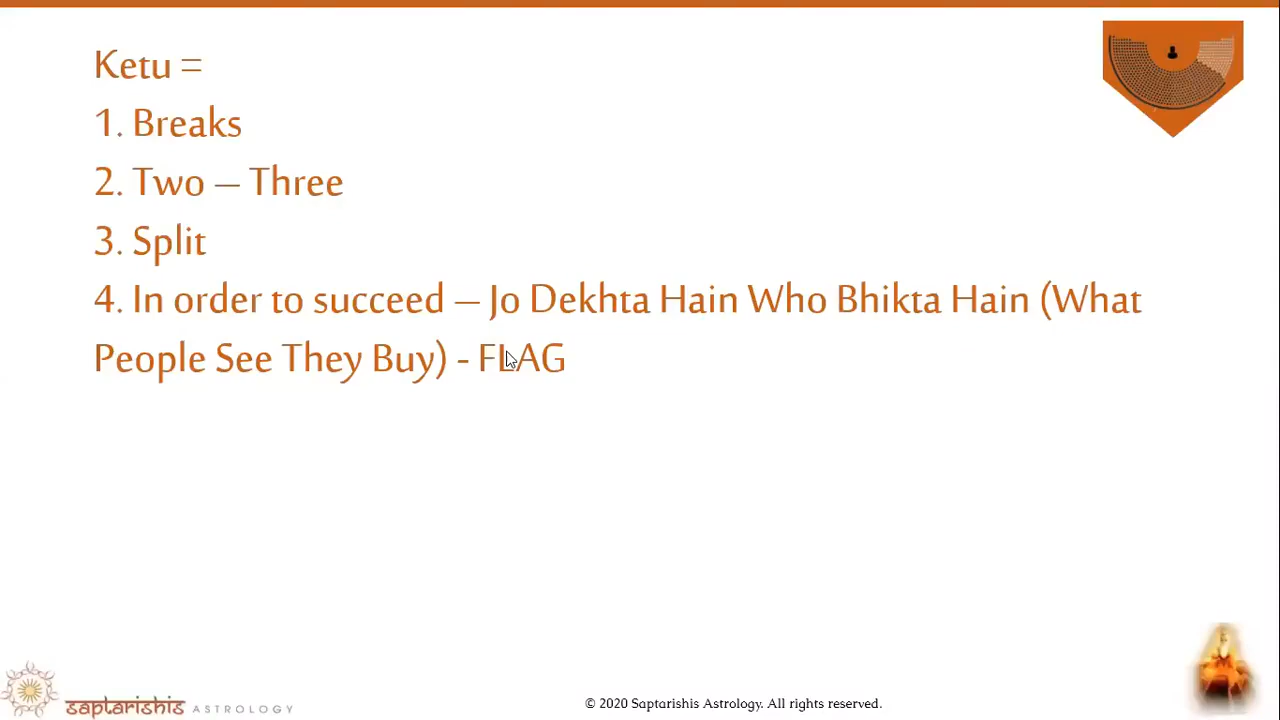 Ketu =
1. Breaks
2. Two – Three
3. Split
4. In order to succeed – Jo Dekhta Hain Who Bhikta Hain (What
People See They Buy) - FLAG
saptarishis ASTROLOGY
© 2020 Saptarishis Astrology. All rights reserved.